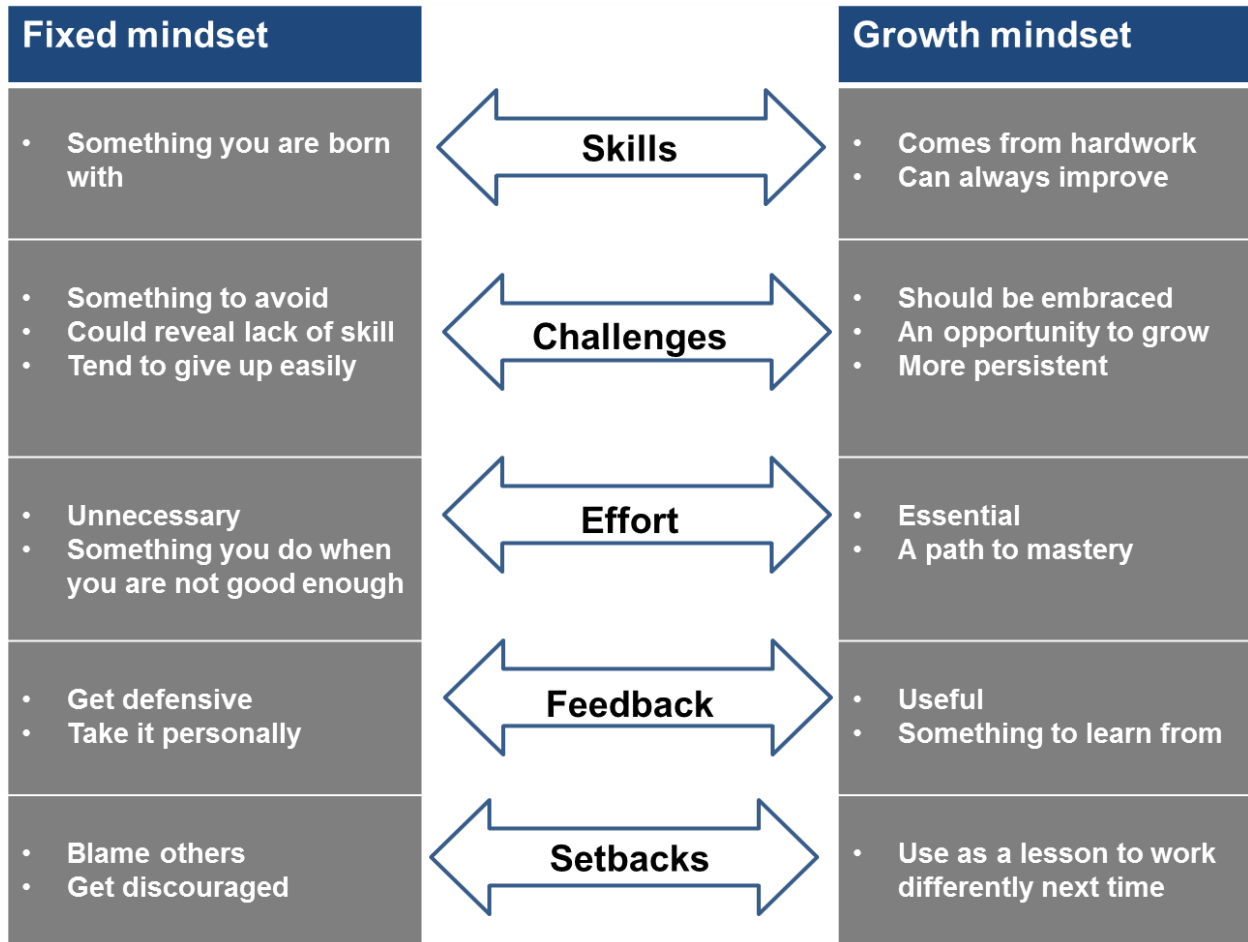 Fixed mindset
Growth mindset
• Something you are born
with
Skills
• Comes from hardwork
• Can always improve
• Something to avoid
• Could reveal lack of skill
• Tend to give up easily
Challenges
• Should be embraced
• An opportunity to grow
• More persistent
• Unnecessary
• Something you do when
you are not good enough
Effort
• Essential
• A path to mastery
• Get defensive
• Take it personally
Feedback
• Useful
• Something to learn from
• Blame others
• Get discouraged
Setbacks
• Use as a lesson to work
differently next time